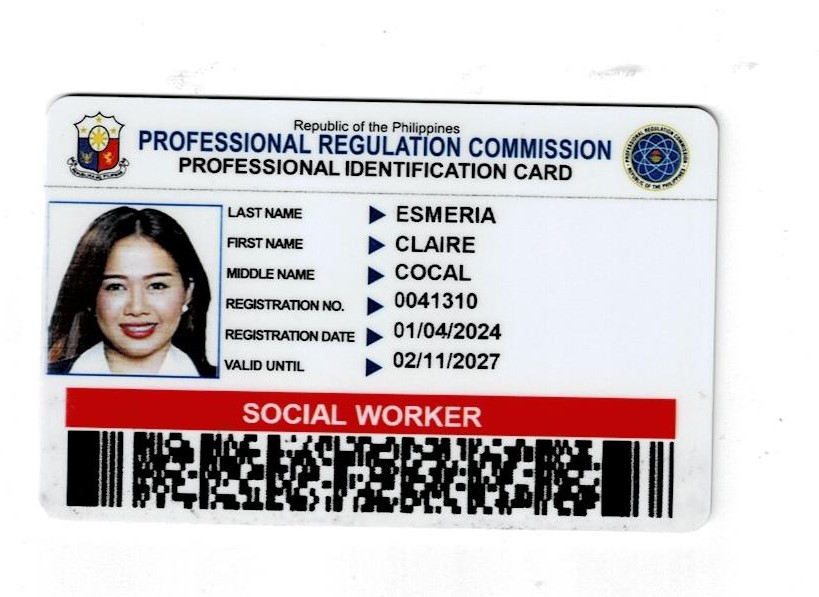 Republic of the Philippines
PROFESSIONAL REGULATION COMMISSION
PROFESSIONAL IDENTIFICATION CARD
LAST NAME ▶ ESMERIA
FIRST NAME ▶ CLAIRE
MIDDLE NAME ▶ COCAL
REGISTRATION NO. ▶ 0041310
REGISTRATION DATE ▶ 01/04/2024
VALID UNTIL ▶ 02/11/2027
SOCIAL WORKER